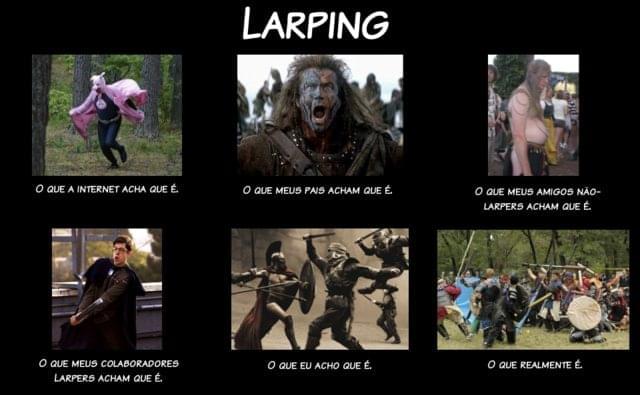 LARPING
O QUE A INTERNET ACHA QUE É.
O QUE MEUS PAIS ACHAM QUE É.
O QUE MEUS AMIGOS NÃO-
LARPERS ACHAM QUE É.
O QUE MEUS COLABORADORES
LARPERS ACHAM QUE É.
O QUE EU ACHO QUE É.
O QUE REALMENTE É.